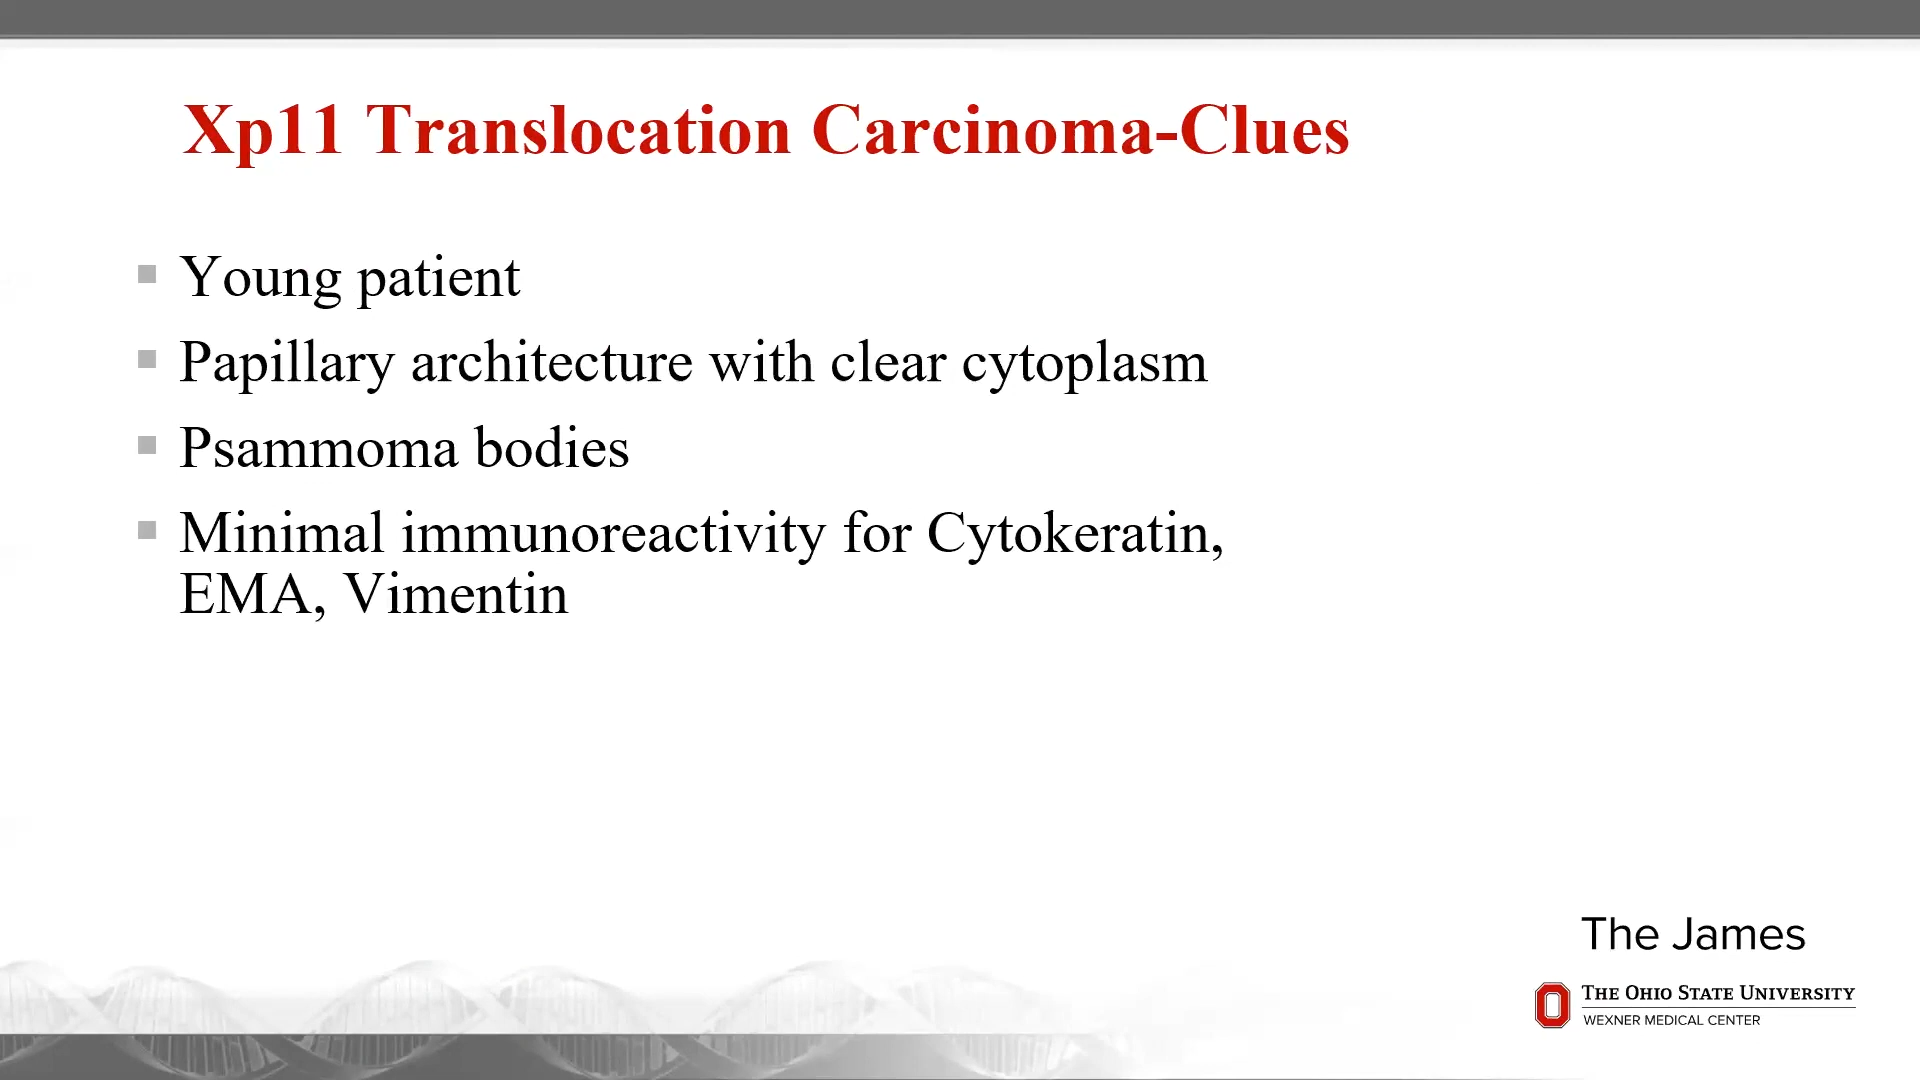 Xp11 Translocation Carcinoma-Clues
Young patient
Papillary architecture with clear cytoplasm
Psammoma bodies
Minimal immunoreactivity for Cytokeratin,
EMA, Vimentin
The James
THE OHIO STATE UNIVERSITY
WEXNER MEDICAL CENTER